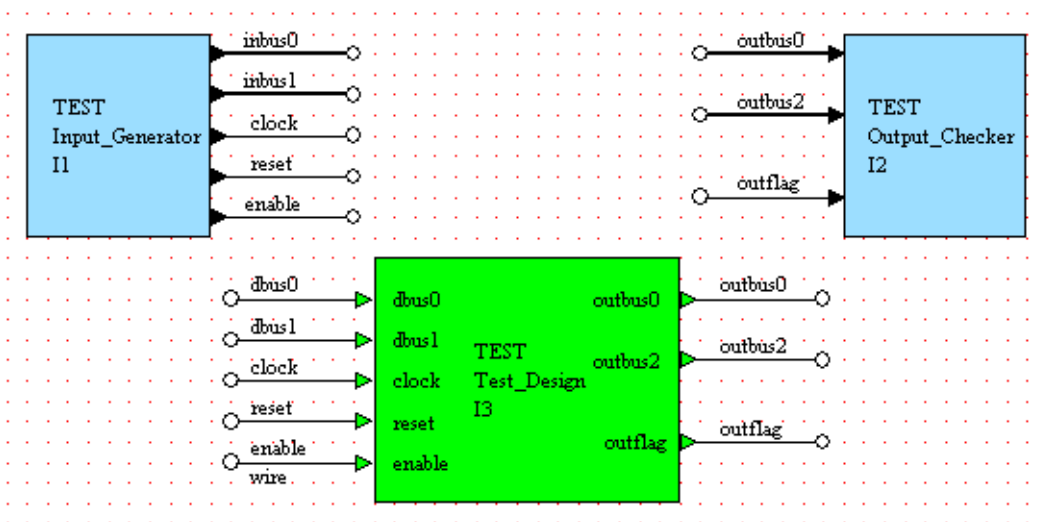 inbus0
inbus1
clock
reset
enable
TEST
Input_Generator
I1
outbus0
outbus2
outflag
TEST
Output_Checker
I2
dbus0
dbus1
clock
reset
enable
wire
dbus0
dbus1
clock
reset
enable
TEST
Test_Design
I3
outbus0
outbus2
outflag
outbus0
outbus2
outflag